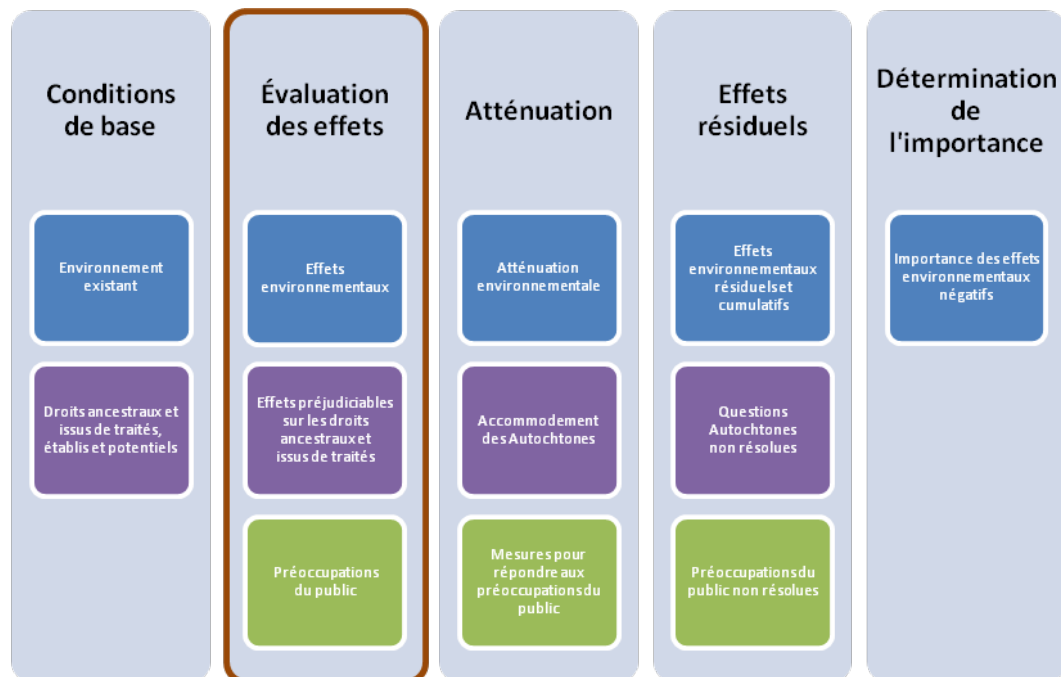 Conditions
de base
Environnement
existant
Droits ancestraux et
issus de traités,
établis et potentiels
Évaluation
des effets
Effets
environnementaux
Effets préjudiciables
sur les droits
ancestraux et
issus de traités
Préoccupations
du public
Atténuation
Atténuation
environnementale
Accommodement
des Autochtones
Mesures pour
répondre aux
préoccupations du
public
Effets
résiduels
Effets
environnementaux
résiduels et
cumulatifs
Questions
Autochtones
non résolues
Préoccupations du
public non résolues
Détermination
de
l'importance
Importance des effets
environnementaux
négatifs